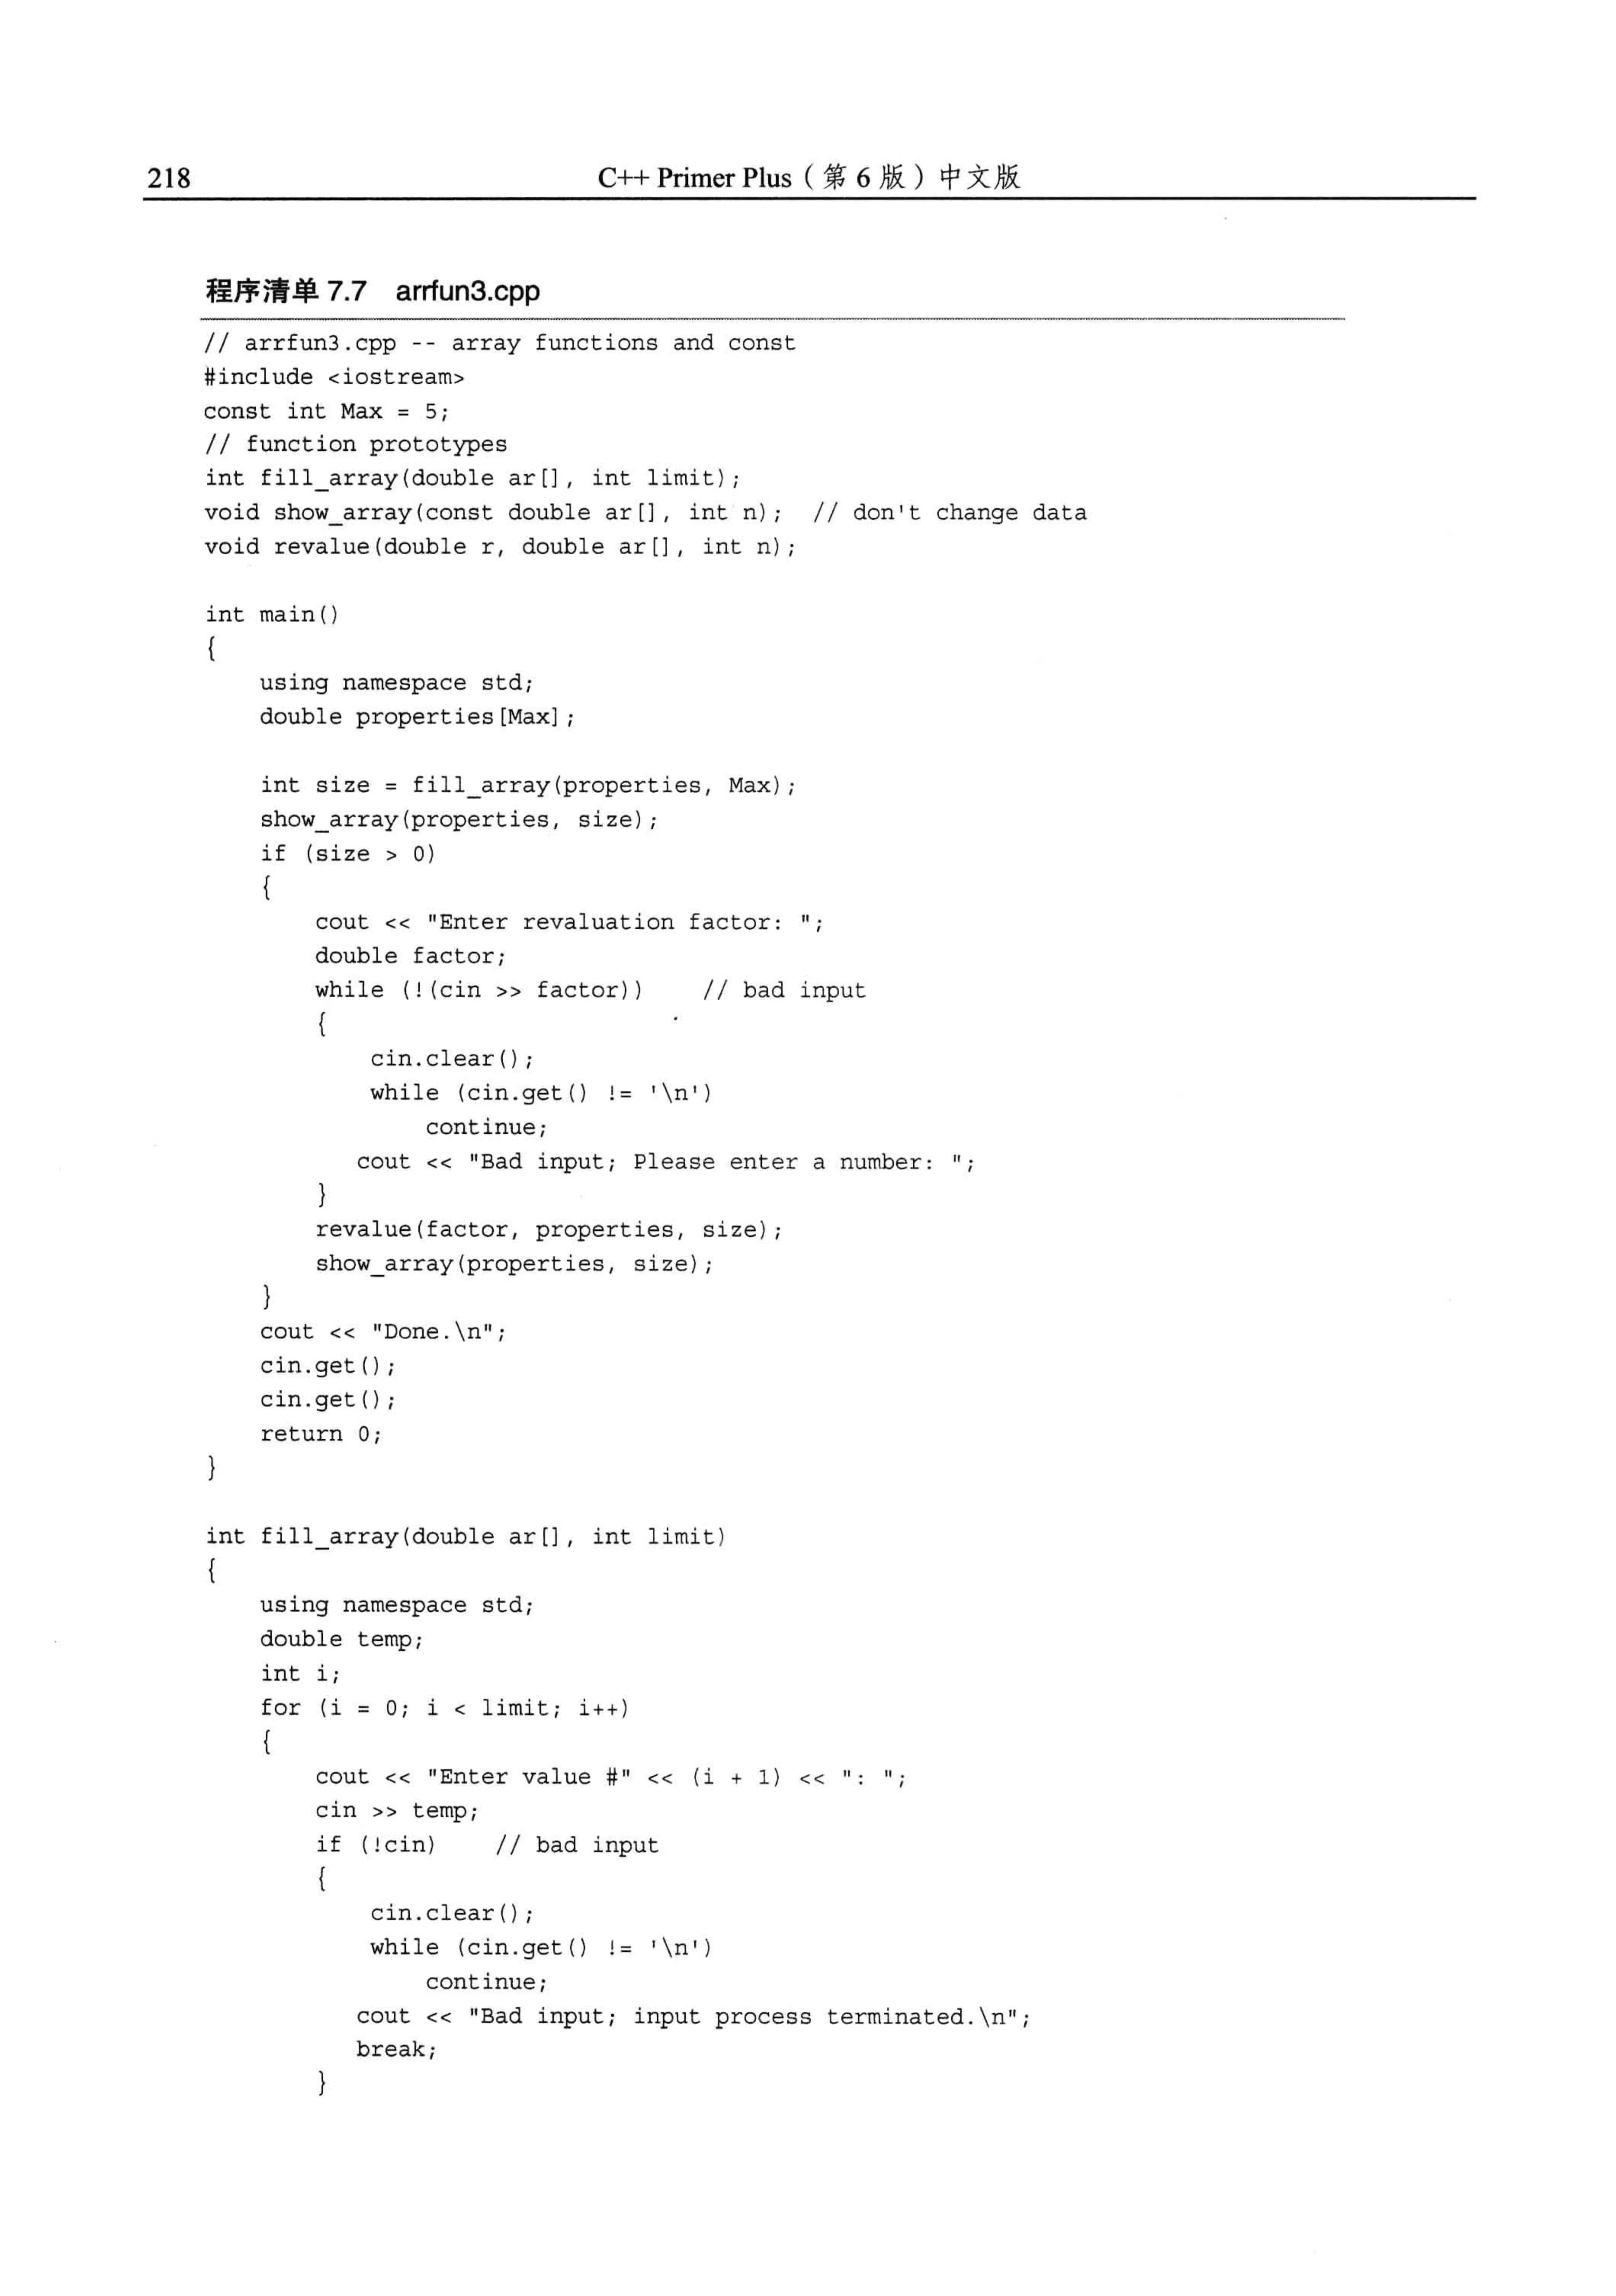 218
C++ Primer Plus（第 6 版）中文版
程序清单 7.7 arrfun3.cpp
// arrfun3.cpp -- array functions and const
#include <iostream>
const int Max = 5;
// function prototypes
int fill_array(double ar[], int limit);
void show_array(const double ar[], int n);  // don't change data
void revalue(double r, double ar[], int n);
int main()
{
    using namespace std;
    double properties[Max];
    int size = fill_array(properties, Max);
    show_array(properties, size);
    if (size > 0)
    {
        cout << "Enter revaluation factor: ";
        double factor;
        while (!(cin >> factor))    // bad input
        {
            cin.clear();
            while (cin.get() != '\n')
                continue;
           cout << "Bad input; Please enter a number: ";
        }
        revalue(factor, properties, size);
        show_array(properties, size);
    }
    cout << "Done.\n";
    cin.get();
    cin.get();
    return 0;
}
int fill_array(double ar[], int limit)
{
    using namespace std;
    double temp;
    int i;
    for (i = 0; i < limit; i++)
    {
        cout << "Enter value #" << (i + 1) << ": ";
        cin >> temp;
        if (!cin)    // bad input
        {
            cin.clear();
            while (cin.get() != '\n')
                continue;
           cout << "Bad input; input process terminated.\n";
           break;
        }